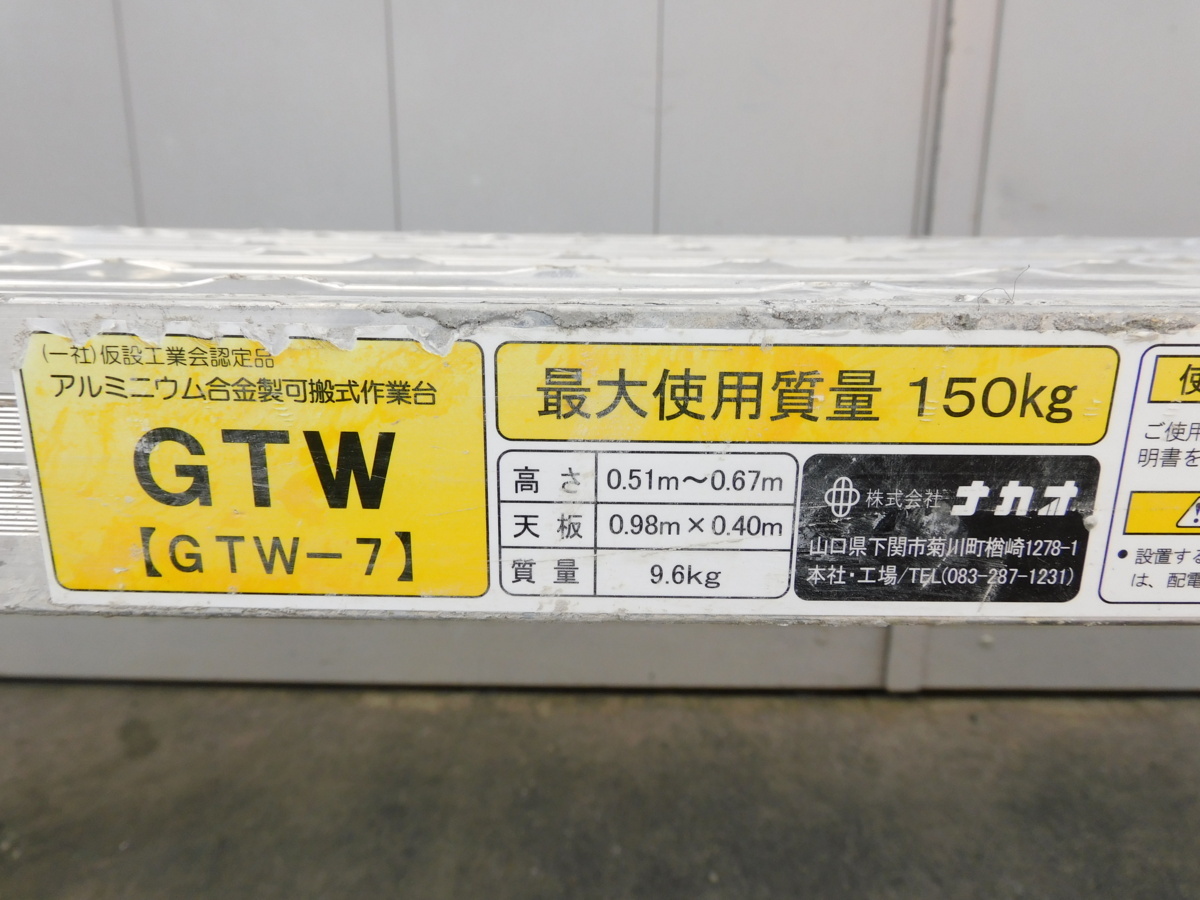 (一社)仮設工業会認定品
アルミニウム合金製可搬式作業台
GTW
【GTW−7】
最大使用質量 150kg
高さ 0.51m〜0.67m
天板 0.98m×0.40m
質量 9.6kg
株式会社 ナカオ
山口県下関市菊川町楢崎1278-1
本社・工場/TEL(083-287-1231)
使
ご使用
明書を
●設置する
は、配電